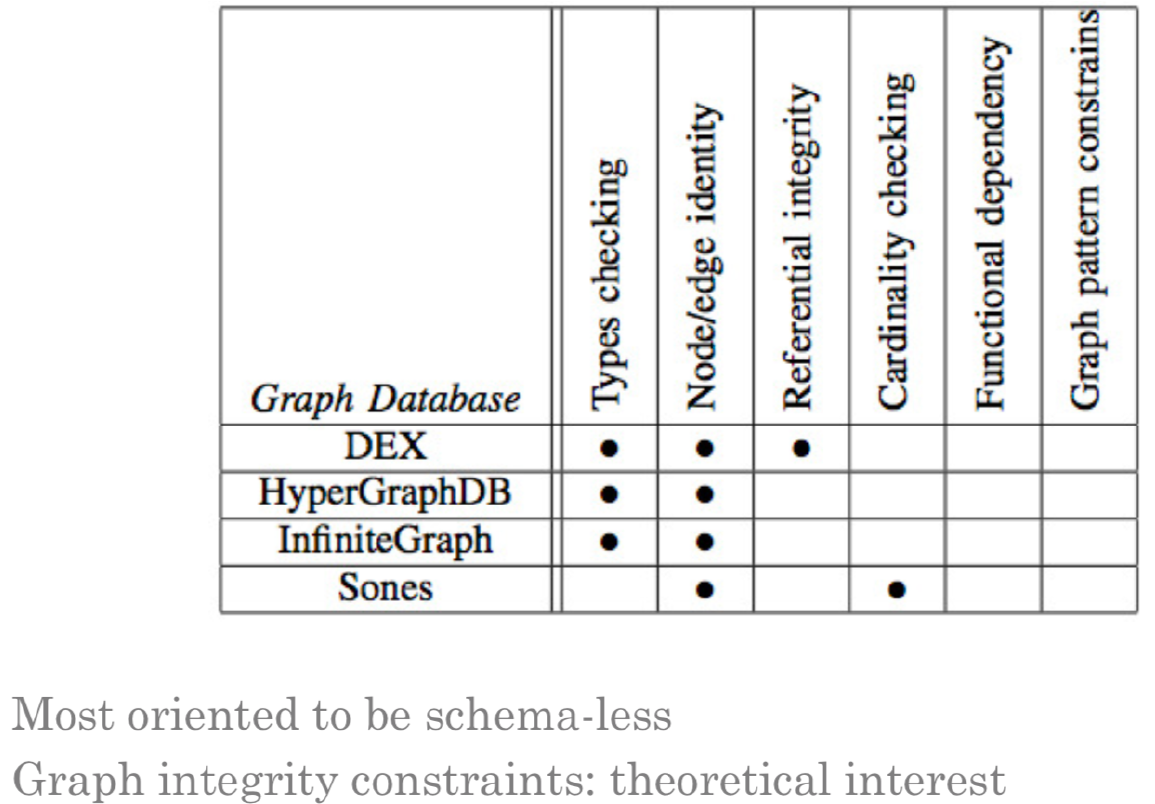 Types checking
Node/edge identity
Referential integrity
Cardinality checking
Functional dependency
Graph pattern constrains
Graph Database
DEX ● ● ●
HyperGraphDB ● ●
InfiniteGraph ● ●
Sones ● ●
Most oriented to be schema-less
Graph integrity constraints: theoretical interest